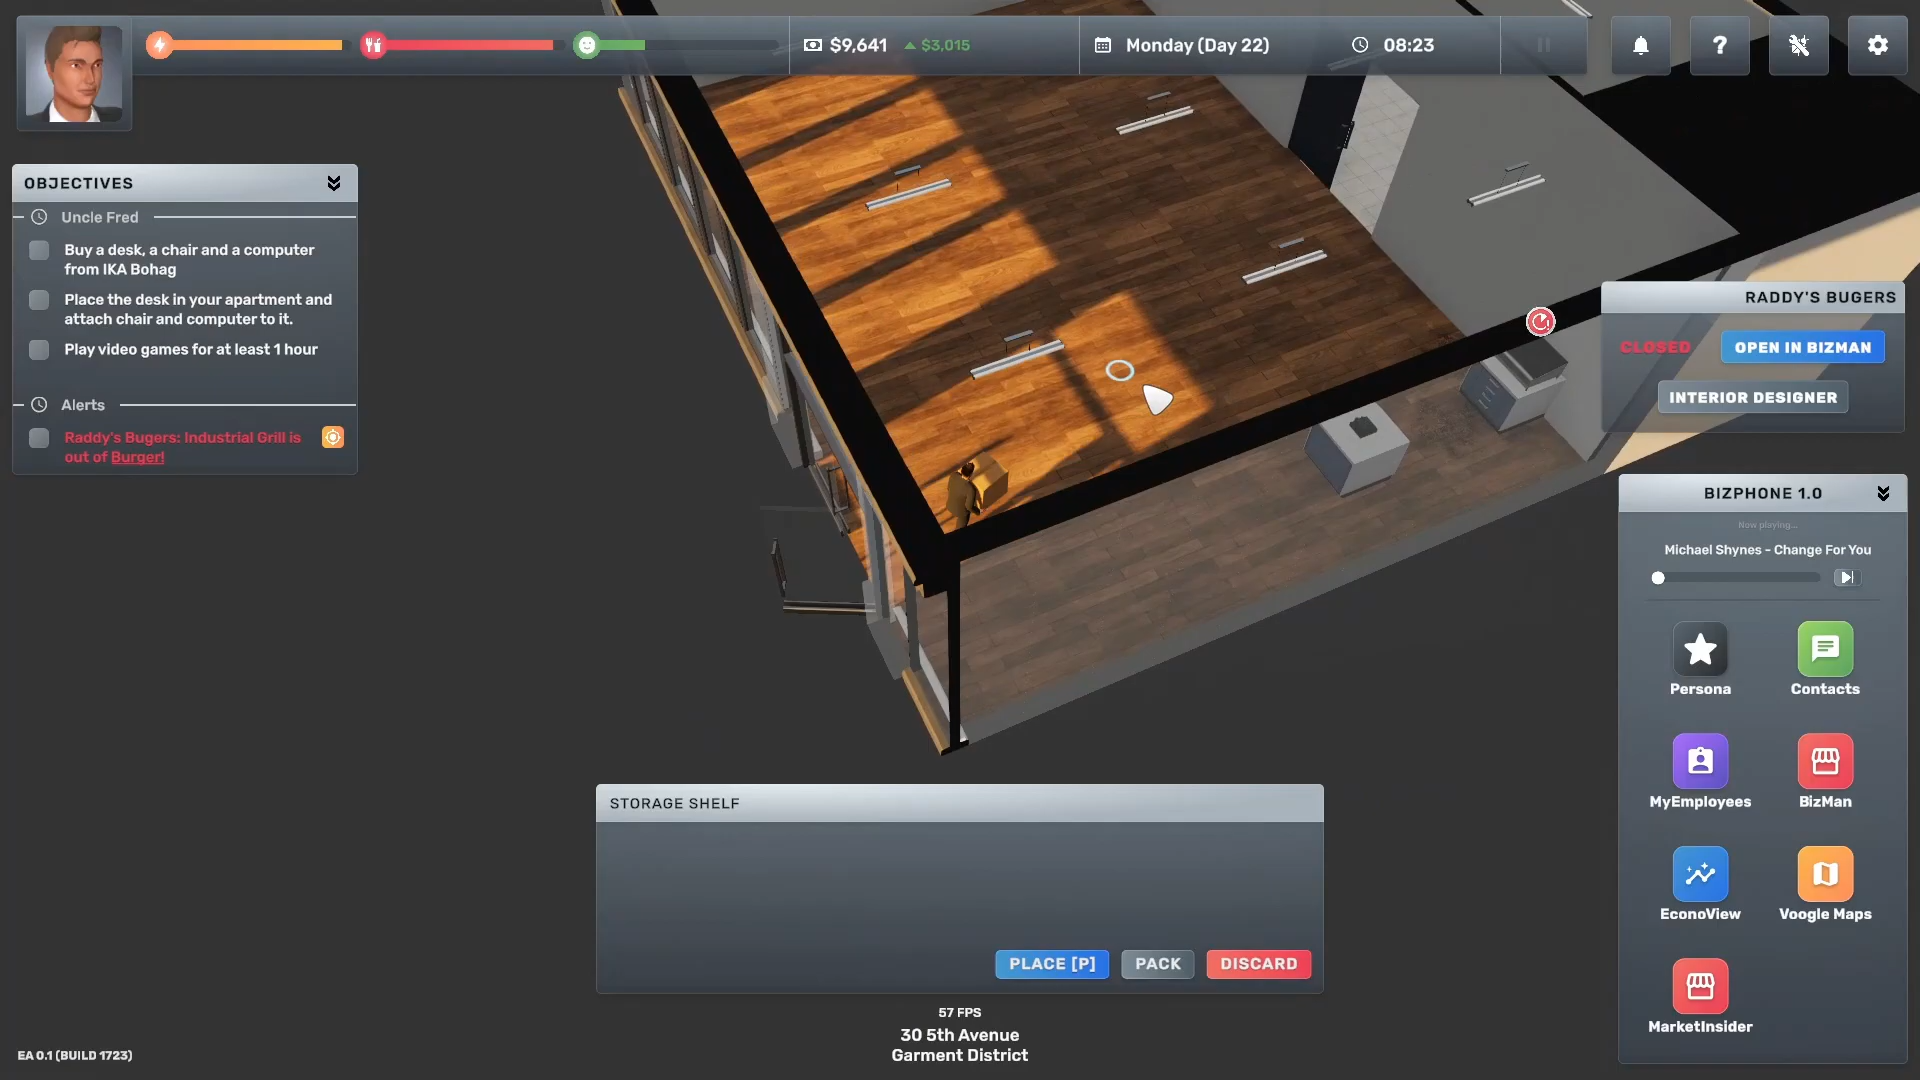 $9,641 $3,015
Monday (Day 22)
08:23
?
OBJECTIVES
Uncle Fred
Buy a desk, a chair and a computer
from IKA Bohag
Place the desk in your apartment and
attach chair and computer to it.
Play video games for at least 1 hour
Alerts
Raddy's Bugers: Industrial Grill is
out of Burger!
RADDY'S BUGERS
CLOSED
OPEN IN BIZMAN
INTERIOR DESIGNER
BIZPHONE 1.0
Now playing...
Michael Shynes - Change For You
Persona
Contacts
MyEmployees
BizMan
EconoView
Voogle Maps
MarketInsider
STORAGE SHELF
PLACE [P]
PACK
DISCARD
57 FPS
30 5th Avenue
Garment District
EA 0.1 (BUILD 1723)